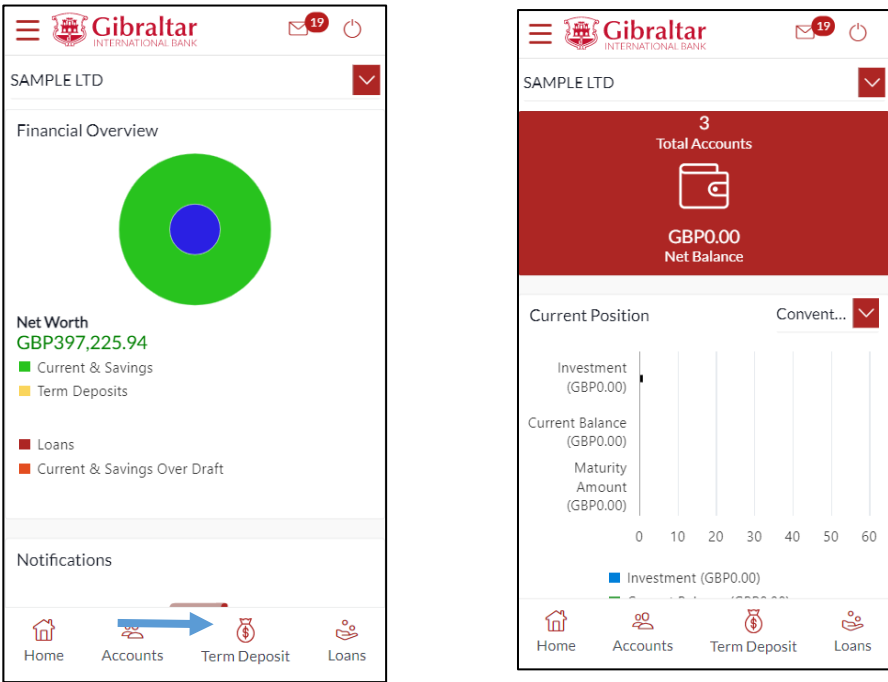 Gibraltar
INTERNATIONAL BANK
19
SAMPLE LTD
Financial Overview
Net Worth
GBP397,225.94
Current & Savings
Term Deposits
Loans
Current & Savings Over Draft
Notifications
Home Accounts Term Deposit Loans
Gibraltar
INTERNATIONAL BANK
19
SAMPLE LTD
3
Total Accounts
GBP0.00
Net Balance
Current Position Convent...
Investment
(GBP0.00)
Current Balance
(GBP0.00)
Maturity
Amount
(GBP0.00)
0 10 20 30 40 50 60
Investment (GBP0.00)
Home Accounts Term Deposit Loans